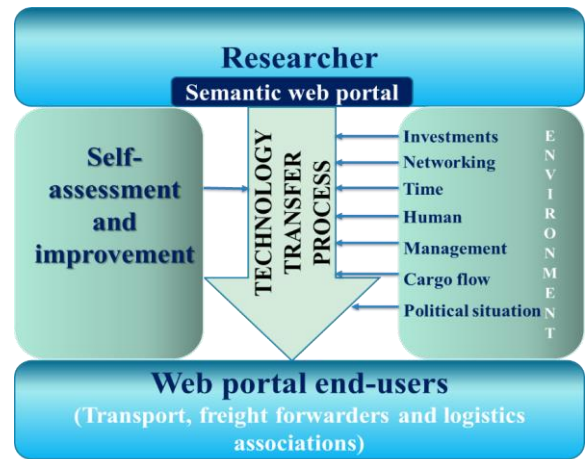 Researcher
Semantic web portal
Self-
assessment
and
improvement
TECHNOLOGY
TRANSFER
PROCESS
Investments
Networking
Time
Human
Management
Cargo flow
Political situation
ENVIRONMENT
Web portal end-users
(Transport, freight forwarders and logistics
associations)